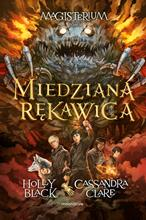 MAGISTERIUM
MIEDZIANA
RĘKAWICA
HOLLY
BLACK
CASSANDRA
CLARE